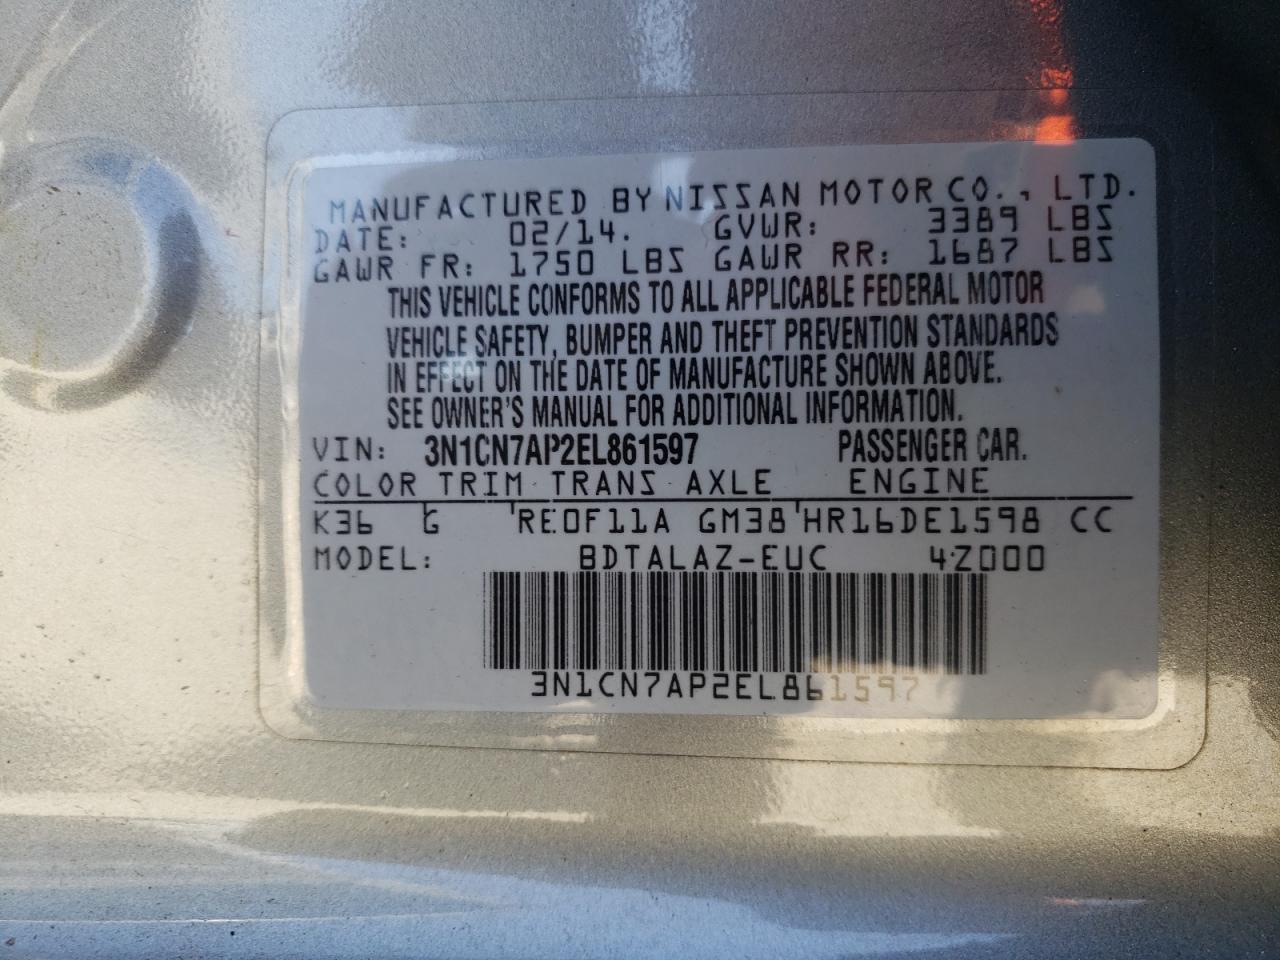 MANUFACTURED BY NISSAN MOTOR CO., LTD.
DATE: 02/14. GVWR: 3389 LBS
GAWR FR: 1750 LBS GAWR RR: 1687 LBS
THIS VEHICLE CONFORMS TO ALL APPLICABLE FEDERAL MOTOR
VEHICLE SAFETY, BUMPER AND THEFT PREVENTION STANDARDS
IN EFFECT ON THE DATE OF MANUFACTURE SHOWN ABOVE.
SEE OWNER'S MANUAL FOR ADDITIONAL INFORMATION.
VIN: 3N1CN7AP2EL861597 PASSENGER CAR.
COLOR TRIM TRANS AXLE ENGINE
K36 G RE0F11A GM38 HR16DE1598 CC
MODEL: BDTALAZ-EUC 4Z000
3N1CN7AP2EL861597